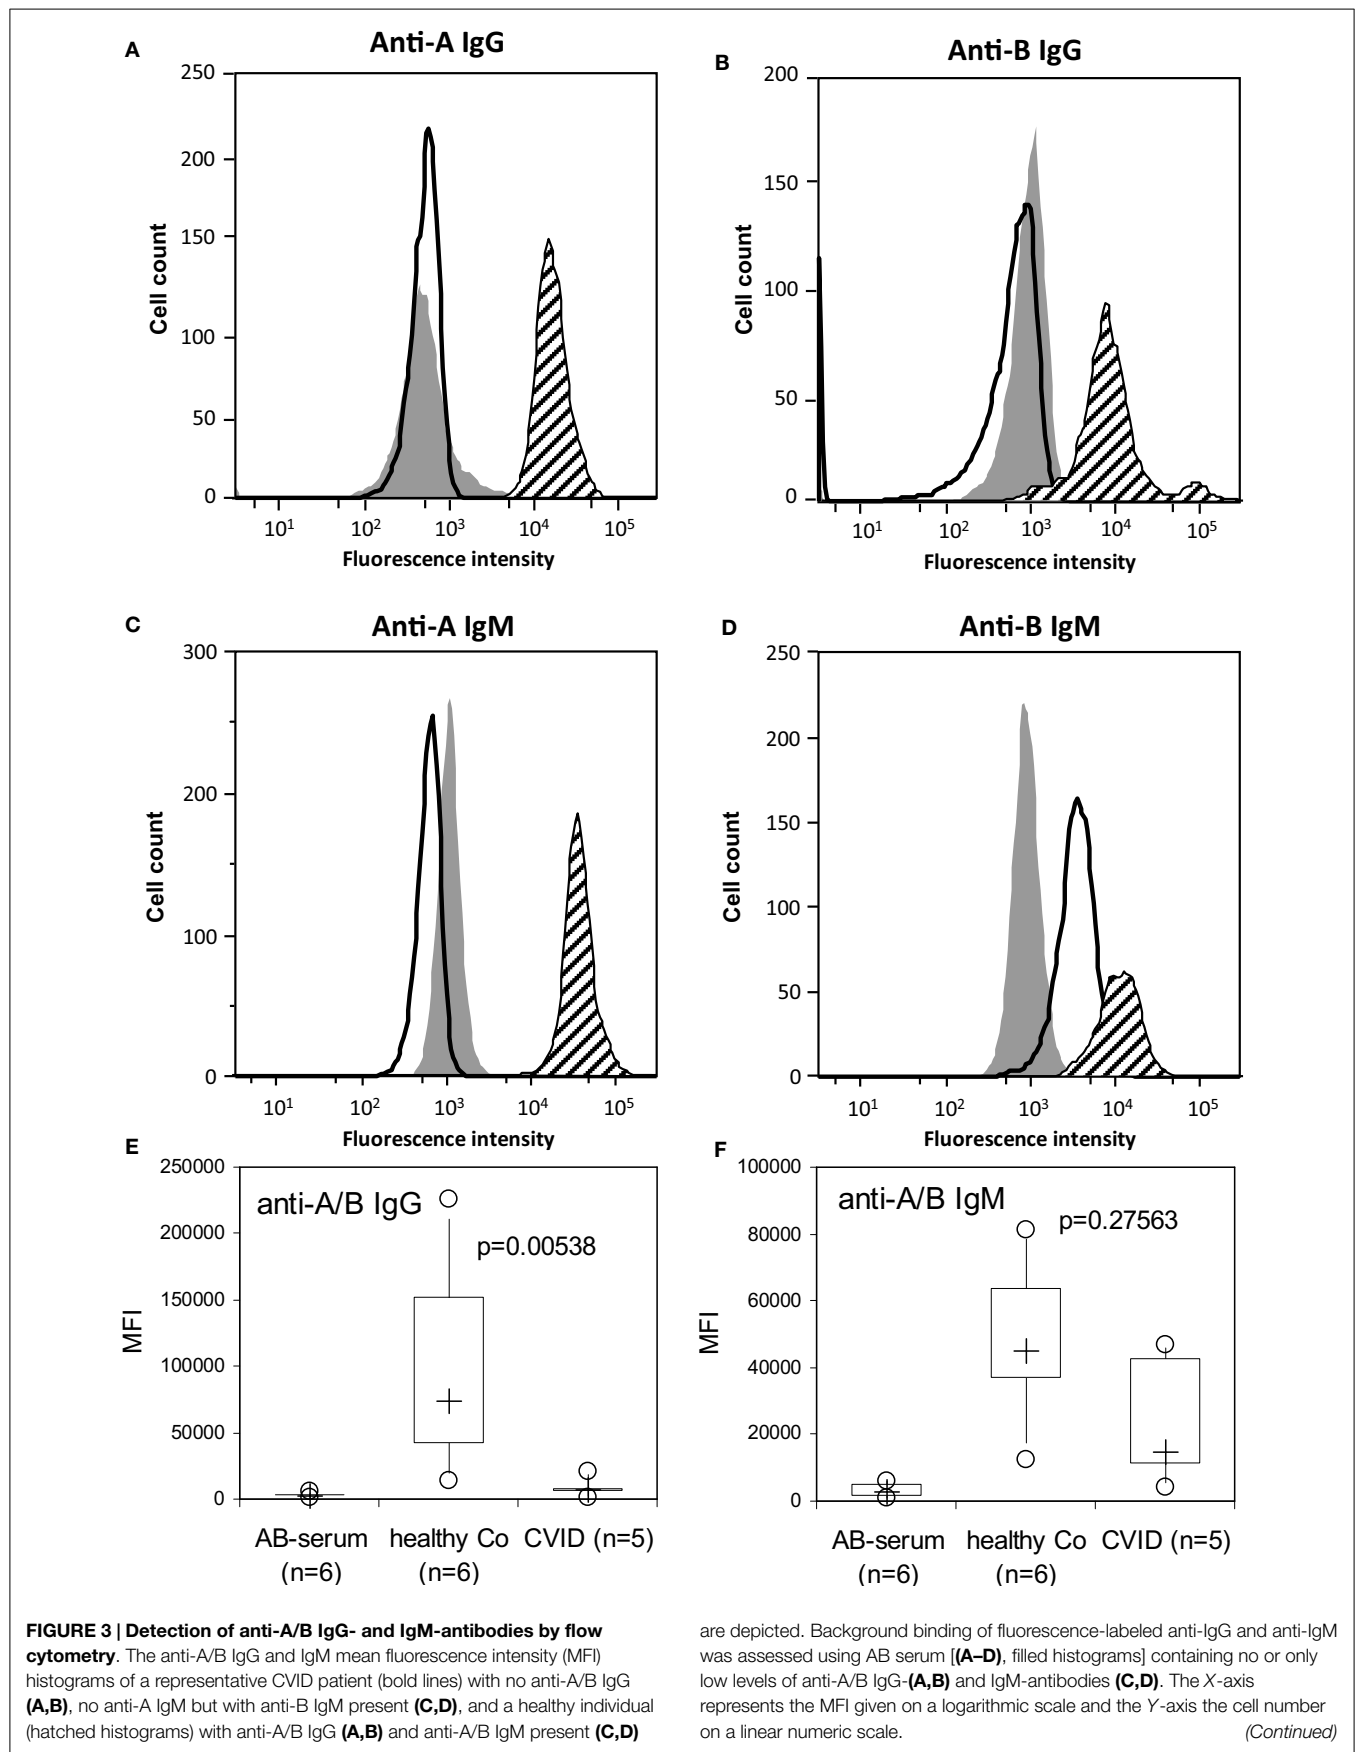 A
Anti-A IgG
250
200
150
100
50
0
Cell count
10¹ 10² 10³ 10⁴ 10⁵
Fluorescence intensity
B
Anti-B IgG
200
150
100
50
0
Cell count
10¹ 10² 10³ 10⁴ 10⁵
Fluorescence intensity
C
Anti-A IgM
300
200
100
0
Cell count
10¹ 10² 10³ 10⁴ 10⁵
Fluorescence intensity
D
Anti-B IgM
250
200
150
100
50
0
Cell count
10¹ 10² 10³ 10⁴ 10⁵
Fluorescence intensity
E
250000
200000
150000
100000
50000
0
MFI
anti-A/B IgG
p=0.00538
AB-serum healthy Co CVID (n=5)
(n=6) (n=6)
F
100000
80000
60000
40000
20000
0
MFI
anti-A/B IgM
p=0.27563
AB-serum healthy Co CVID (n=5)
(n=6) (n=6)
FIGURE 3 | Detection of anti-A/B IgG- and IgM-antibodies by flow
cytometry. The anti-A/B IgG and IgM mean fluorescence intensity (MFI)
histograms of a representative CVID patient (bold lines) with no anti-A/B IgG
(A,B), no anti-A IgM but with anti-B IgM present (C,D), and a healthy individual
(hatched histograms) with anti-A/B IgG (A,B) and anti-A/B IgM present (C,D)
are depicted. Background binding of fluorescence-labeled anti-IgG and anti-IgM
was assessed using AB serum [(A–D), filled histograms] containing no or only
low levels of anti-A/B IgG-(A,B) and IgM-antibodies (C,D). The X-axis
represents the MFI given on a logarithmic scale and the Y-axis the cell number
on a linear numeric scale. (Continued)